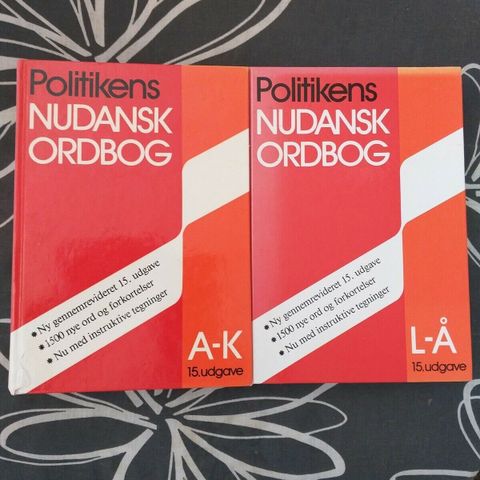 Politikens
NUDANSK
ORDBOG
• Ny gennemrevideret 15. udgave
• 1500 nye ord og forkortelser
• Nu med instruktive tegninger
A-K
15. udgave
Politikens
NUDANSK
ORDBOG
• Ny gennemrevideret 15. udgave
• 1500 nye ord og forkortelser
• Nu med instruktive tegninger
L-Å
15. udgave